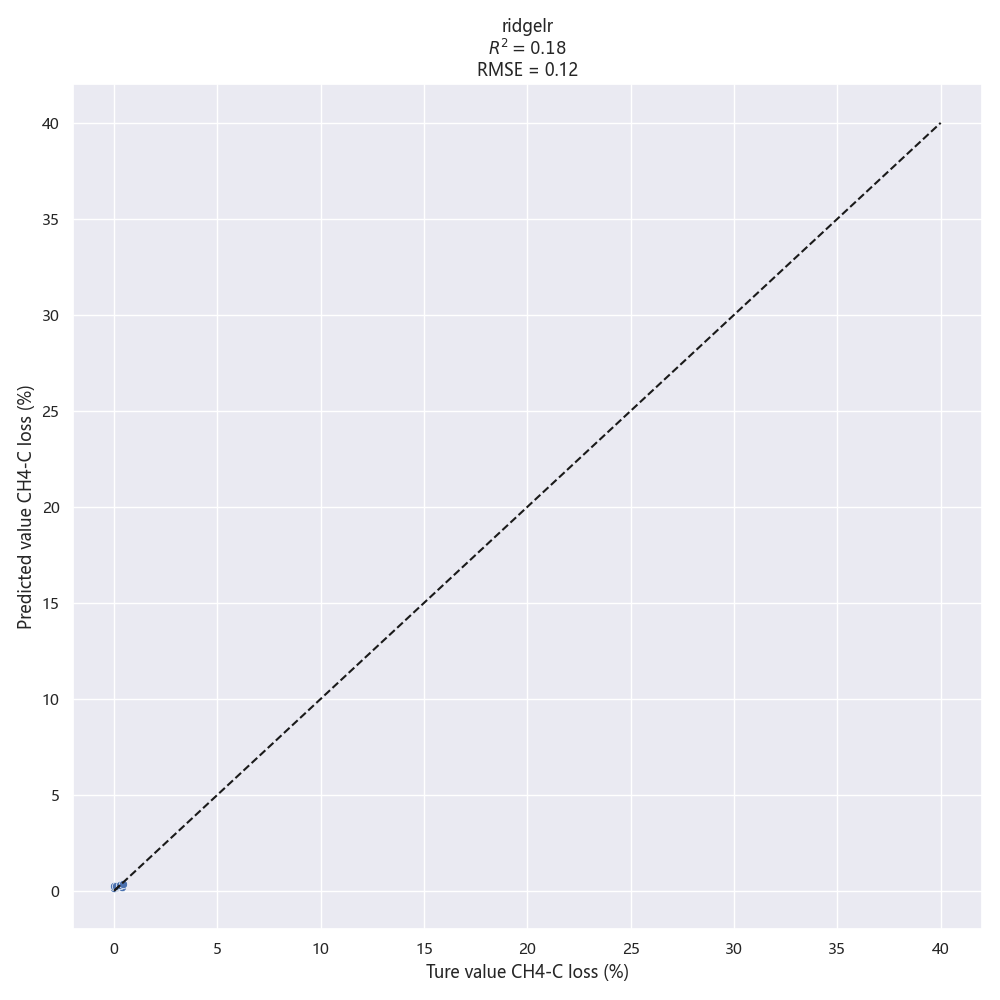 ridgelr
R² = 0.18
RMSE = 0.12
Predicted value CH4-C loss (%)
40
35
30
25
20
15
10
5
0
0 5 10 15 20 25 30 35 40
Ture value CH4-C loss (%)